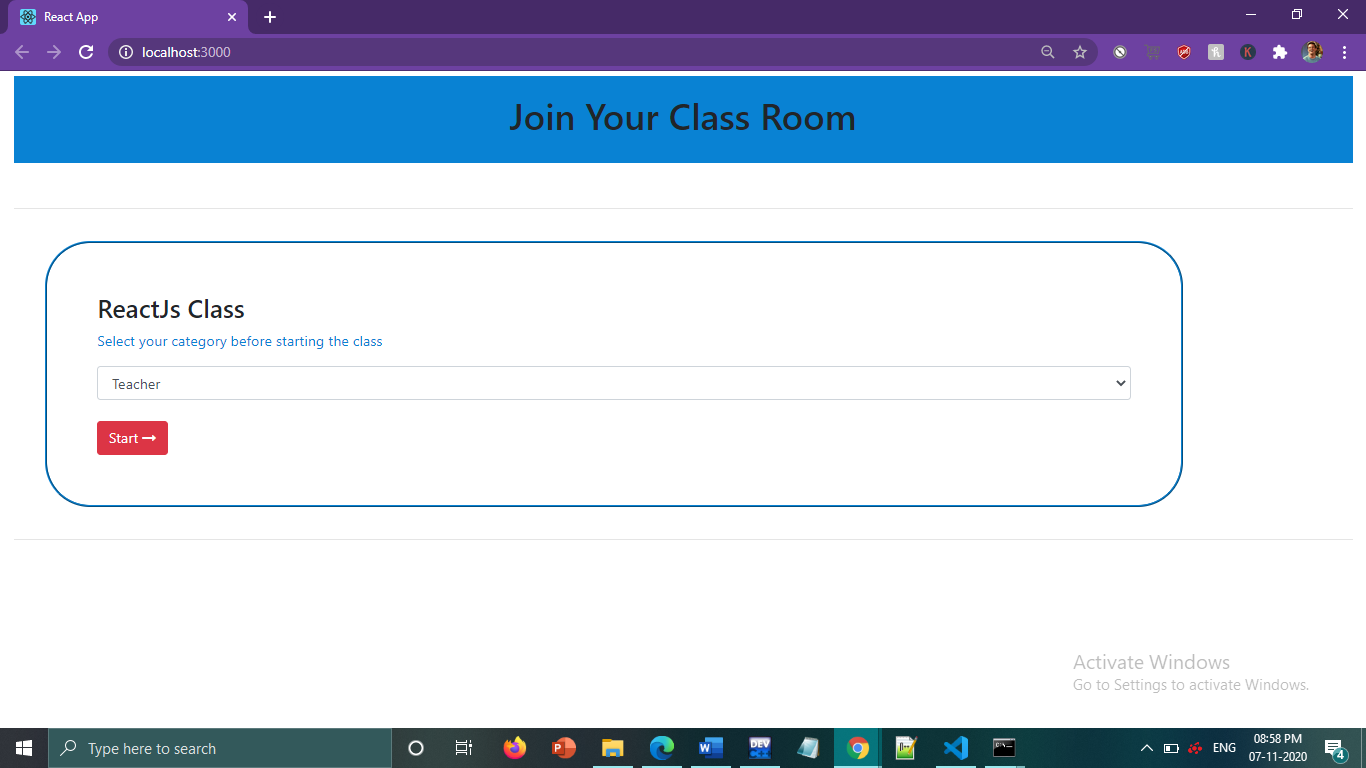 React App
localhost:3000
Join Your Class Room
ReactJs Class
Select your category before starting the class
Teacher
Start
Activate Windows
Go to Settings to activate Windows.
Type here to search
ENG
08:58 PM
07-11-2020
4